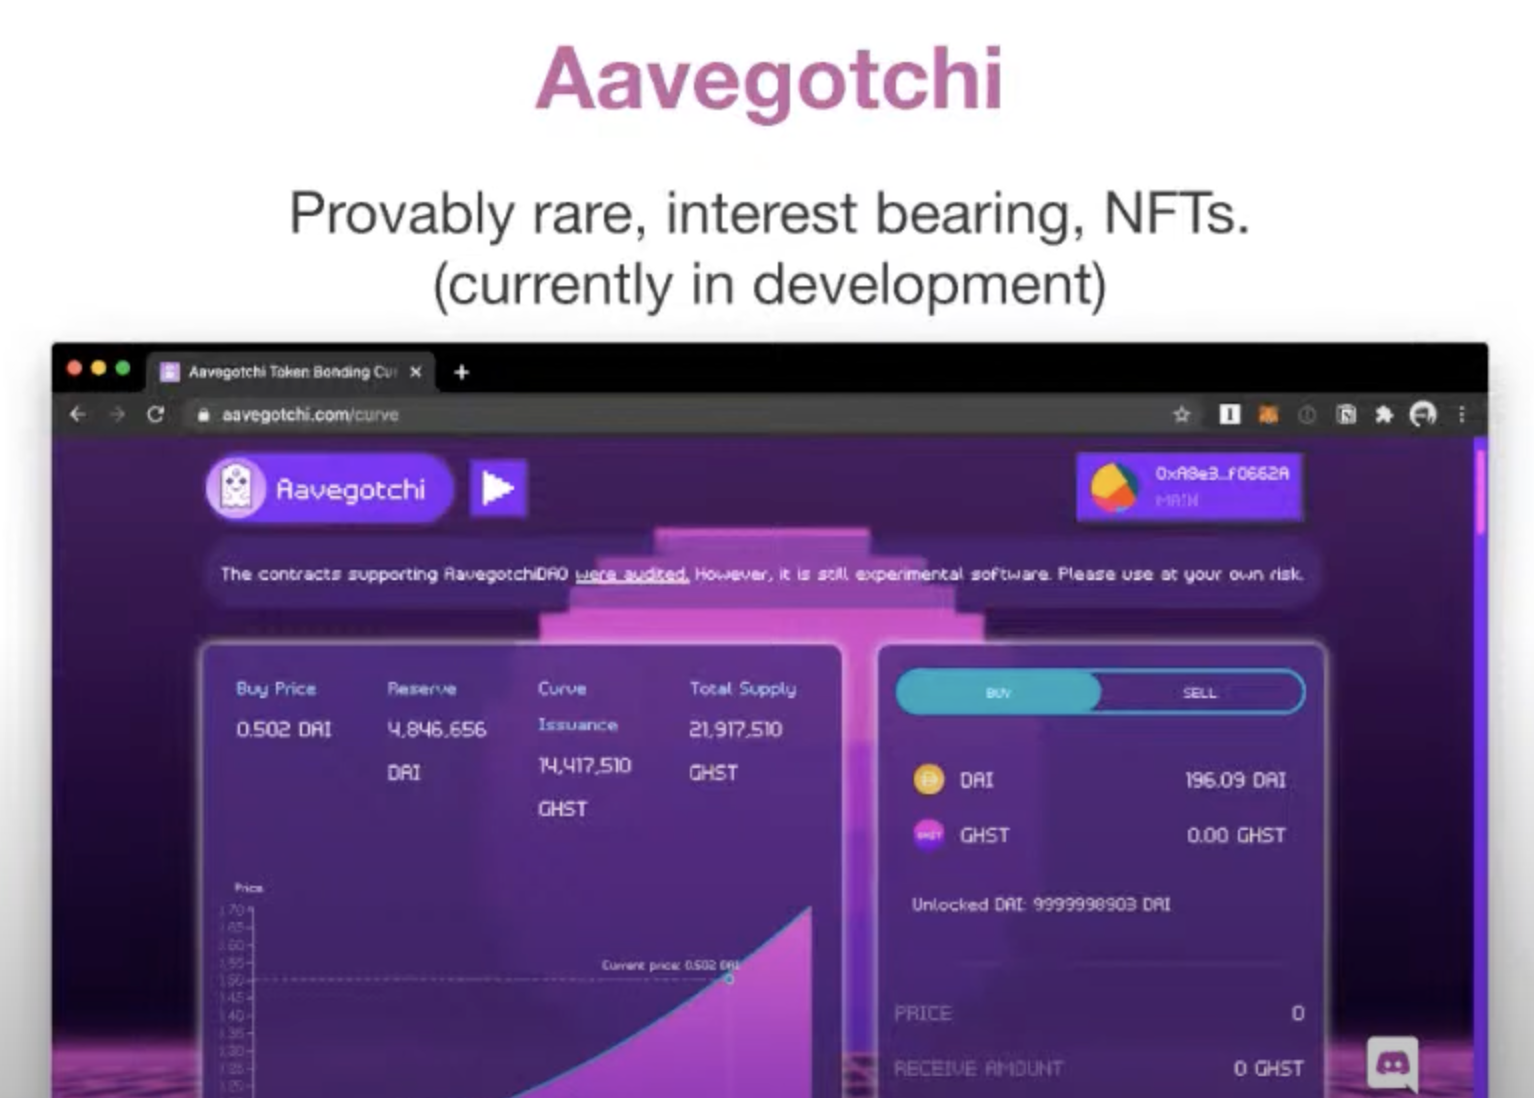 Aavegotchi
Provably rare, interest bearing, NFTs.
(currently in development)
Aavegotchi Token Bonding Cu
aavegotchi.com/curve
Aavegotchi
0xA8e3...f0662A
MAIN
The contracts supporting AavegotchiDAO were audited. However, it is still experimental software. Please use at your own risk.
Buy Price
0.502 DAI
Reserve
4,846,656
DAI
Curve
Issuance
14,417,510
GHST
Total Supply
21,917,510
GHST
BUY
SELL
DAI
196.09 DAI
GHST
0.00 GHST
Unlocked DAI: 9999998903 DAI
Price
Current price: 0.502 DAI
PRICE
0
RECEIVE AMOUNT
0 GHST